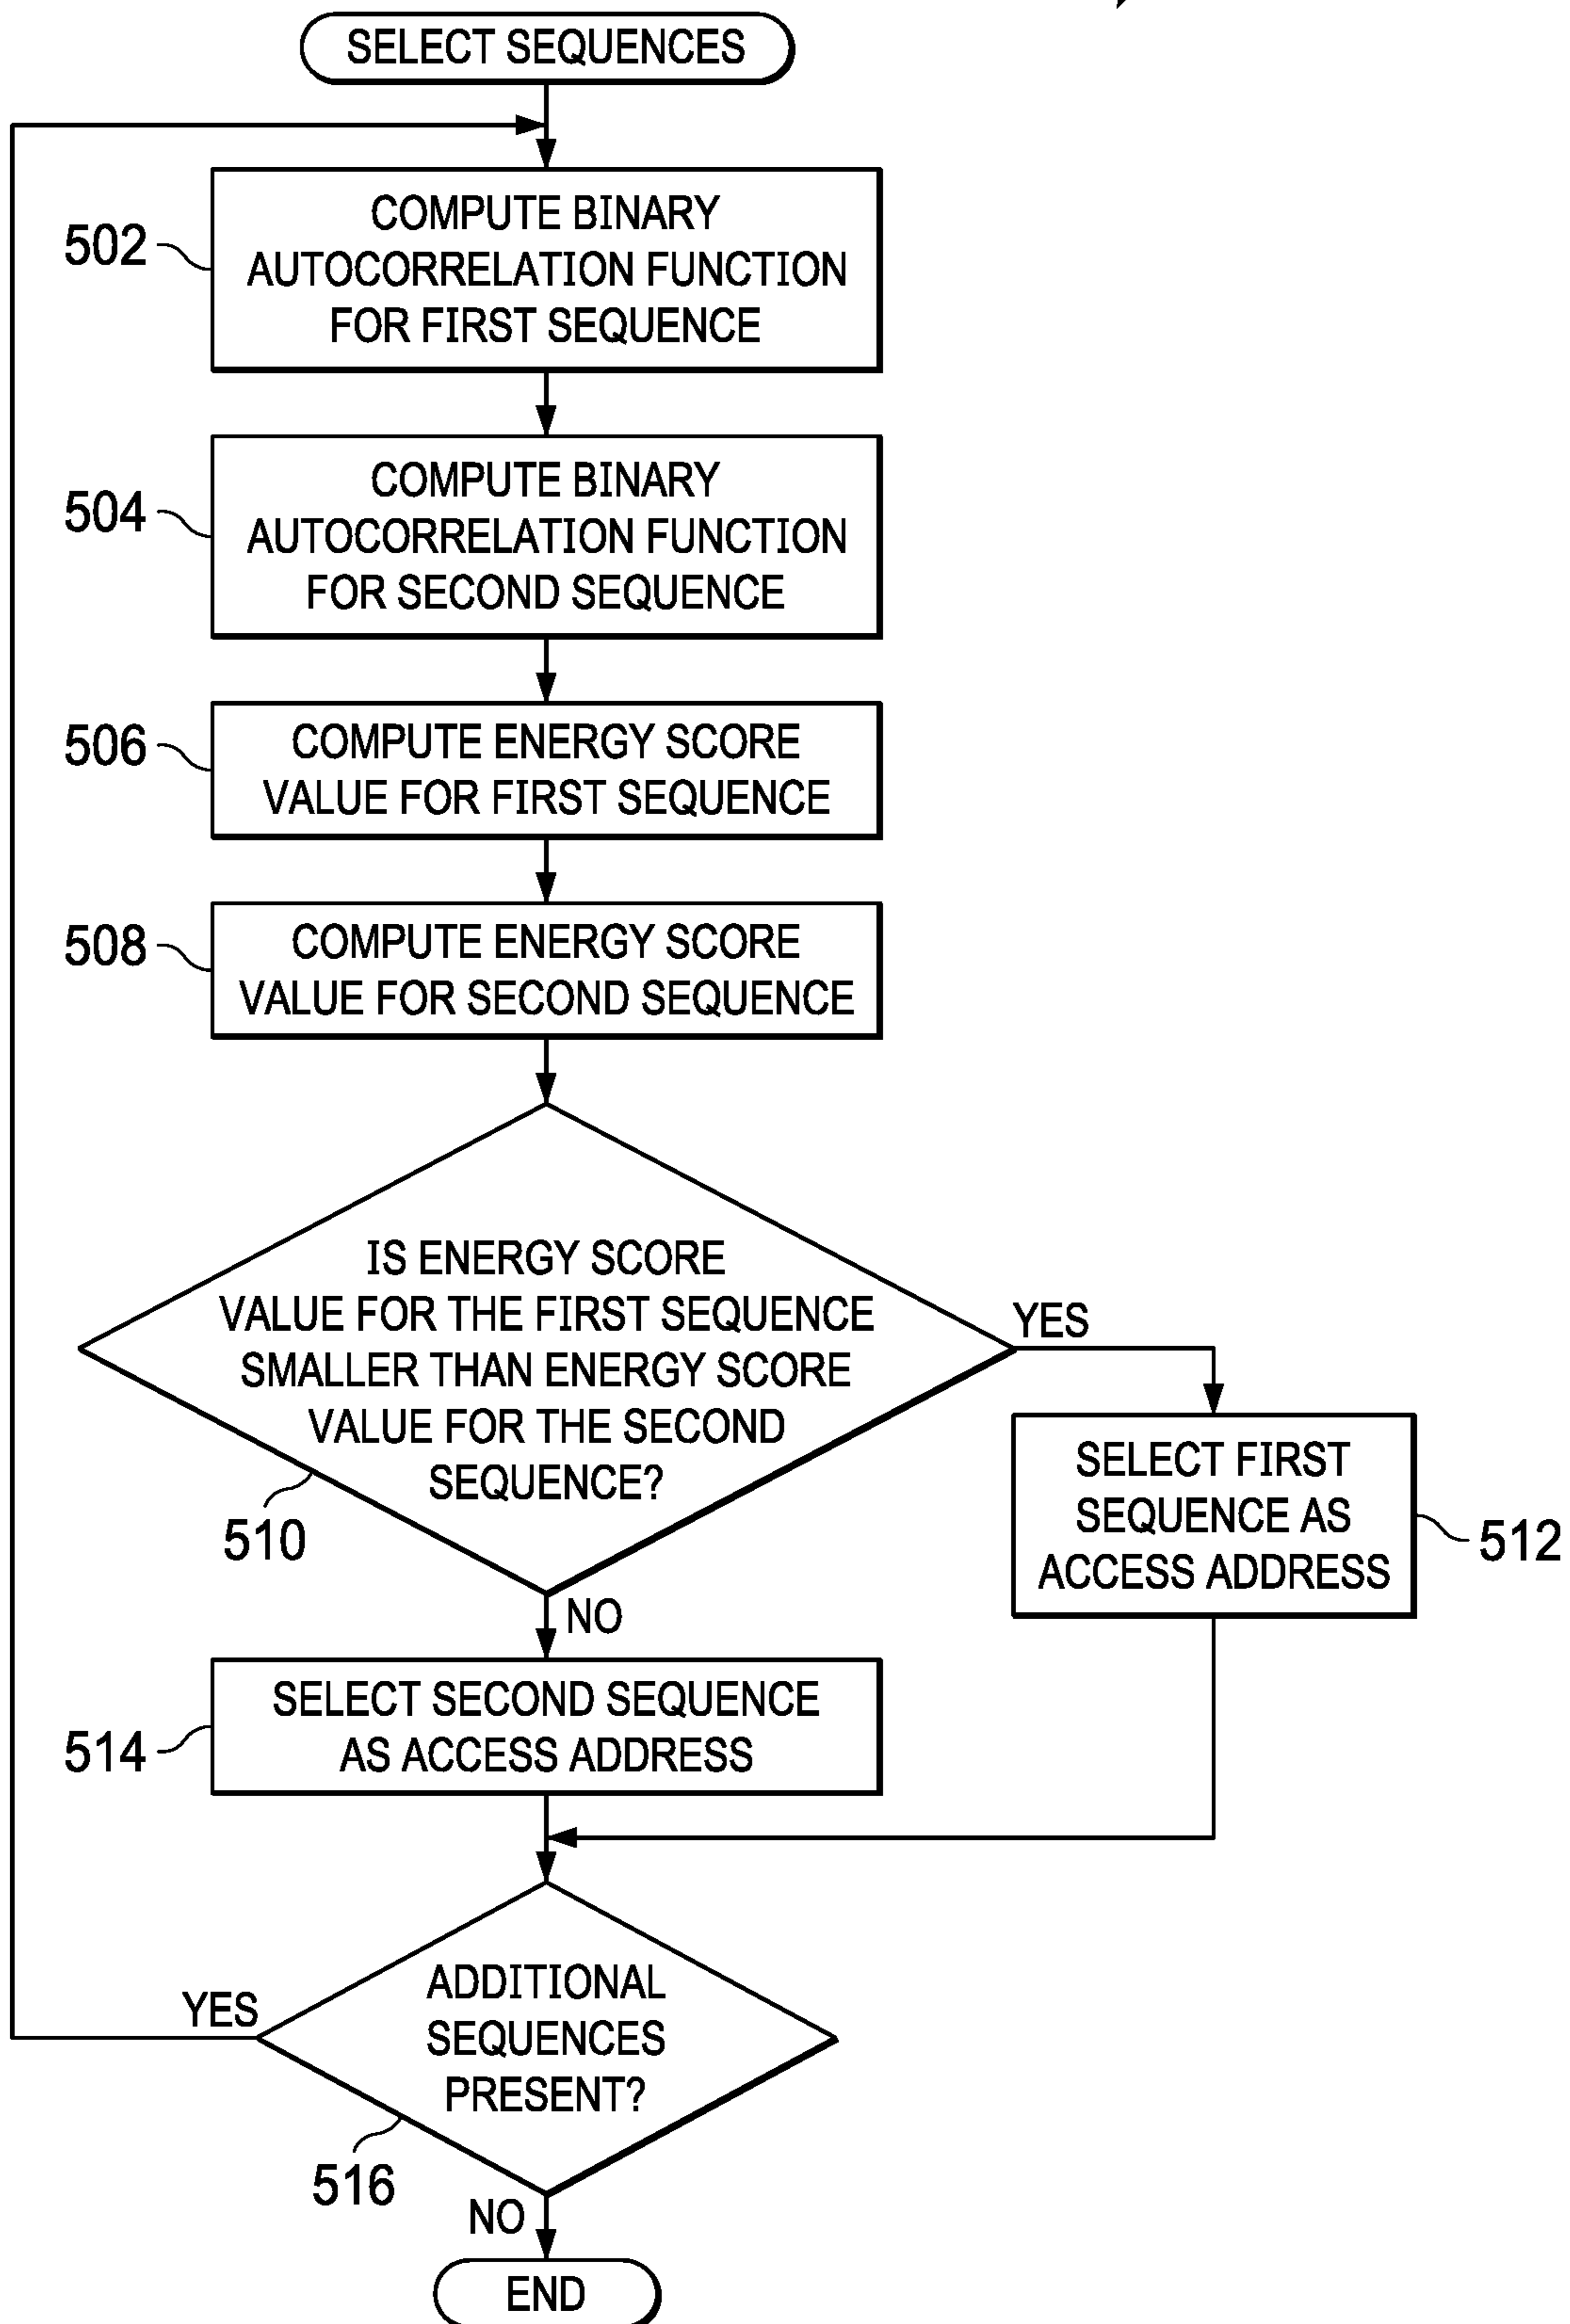 SELECT SEQUENCES
502
COMPUTE BINARY
AUTOCORRELATION FUNCTION
FOR FIRST SEQUENCE
504
COMPUTE BINARY
AUTOCORRELATION FUNCTION
FOR SECOND SEQUENCE
506
COMPUTE ENERGY SCORE
VALUE FOR FIRST SEQUENCE
508
COMPUTE ENERGY SCORE
VALUE FOR SECOND SEQUENCE
IS ENERGY SCORE
VALUE FOR THE FIRST SEQUENCE
SMALLER THAN ENERGY SCORE
VALUE FOR THE SECOND
SEQUENCE?
510
YES
SELECT FIRST
SEQUENCE AS
ACCESS ADDRESS
512
NO
SELECT SECOND SEQUENCE
AS ACCESS ADDRESS
514
ADDITIONAL
SEQUENCES
PRESENT?
YES
516
NO
END